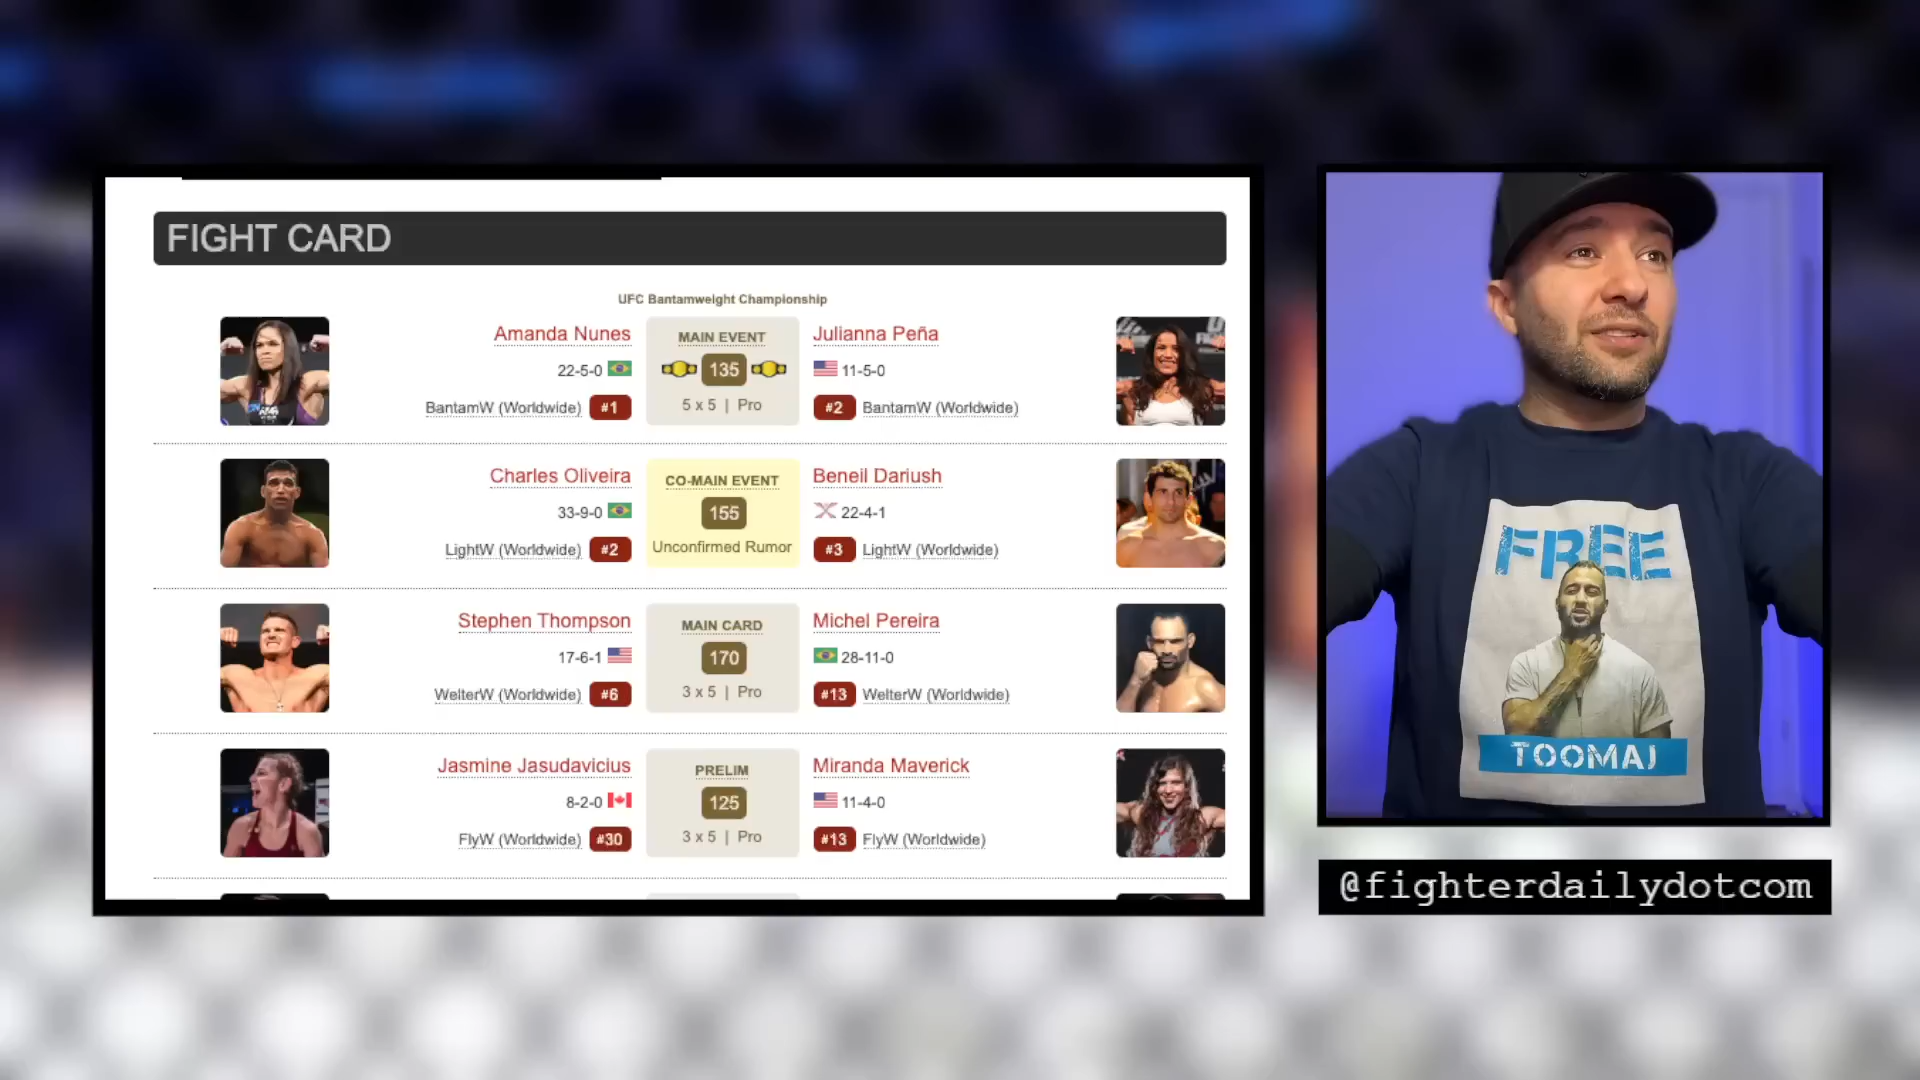 FIGHT CARD
UFC Bantamweight Championship
Amanda Nunes
22-5-0
BantamW (Worldwide) #1
MAIN EVENT
135
5 x 5 | Pro
Julianna Peña
11-5-0
#2 BantamW (Worldwide)
Charles Oliveira
33-9-0
LightW (Worldwide) #2
CO-MAIN EVENT
155
Unconfirmed Rumor
Beneil Dariush
22-4-1
#3 LightW (Worldwide)
Stephen Thompson
17-6-1
WelterW (Worldwide) #6
MAIN CARD
170
3 x 5 | Pro
Michel Pereira
28-11-0
#13 WelterW (Worldwide)
Jasmine Jasudavicius
8-2-0
FlyW (Worldwide) #30
PRELIM
125
3 x 5 | Pro
Miranda Maverick
11-4-0
#13 FlyW (Worldwide)
FREE
TOOMAJ
@fighterdailydotcom